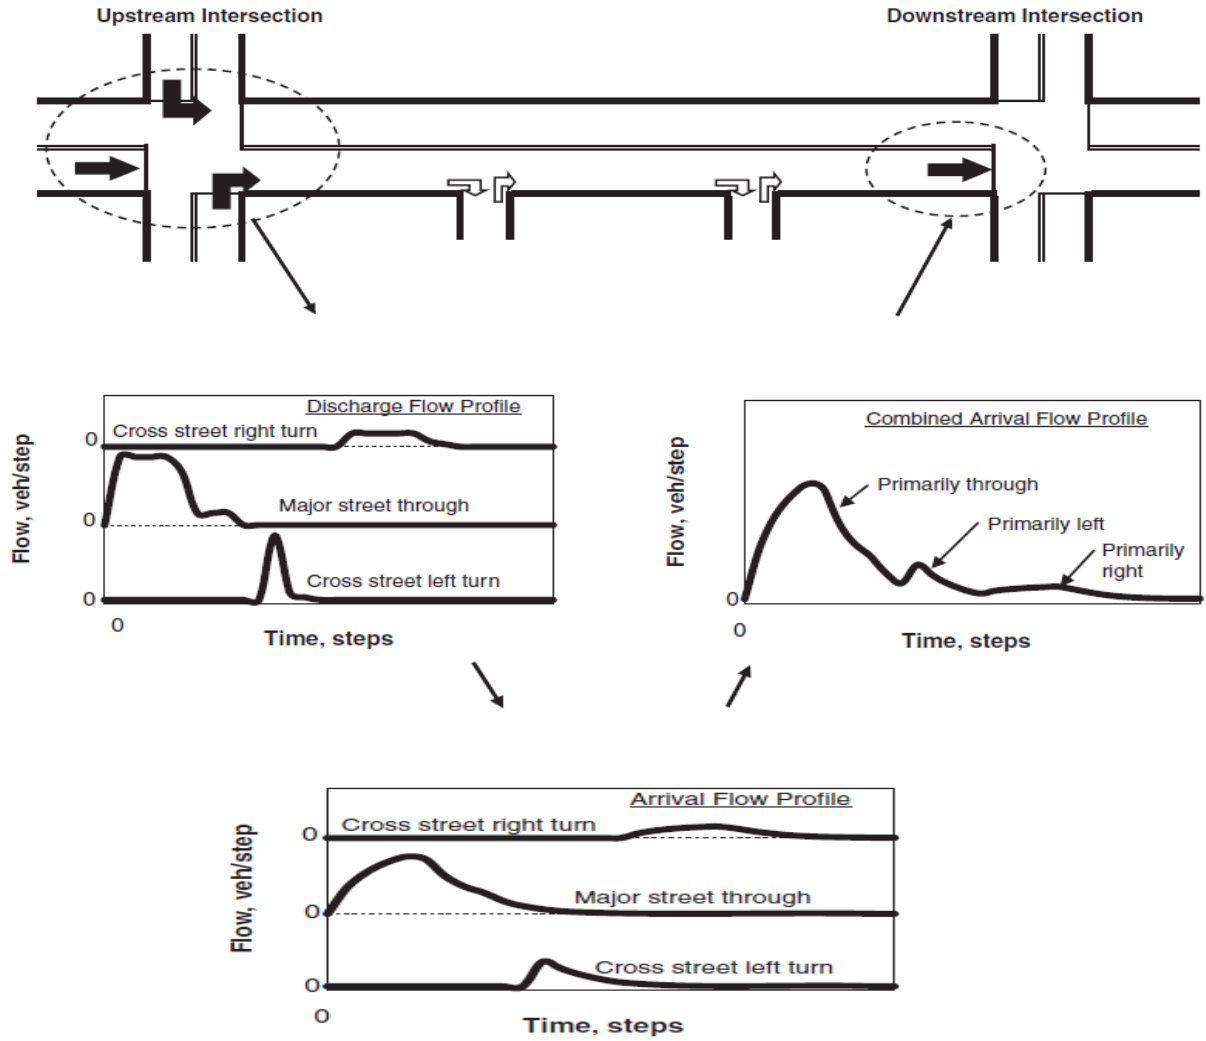 Upstream Intersection
Downstream Intersection
Discharge Flow Profile
Cross street right turn
0
Major street through
0
Cross street left turn
0
0
Flow, veh/step
Time, steps
Combined Arrival Flow Profile
Primarily through
Primarily left
Primarily
right
0
0
Flow, veh/step
Time, steps
Arrival Flow Profile
Cross street right turn
0
Major street through
0
Cross street left turn
0
0
Flow, veh/step
Time, steps